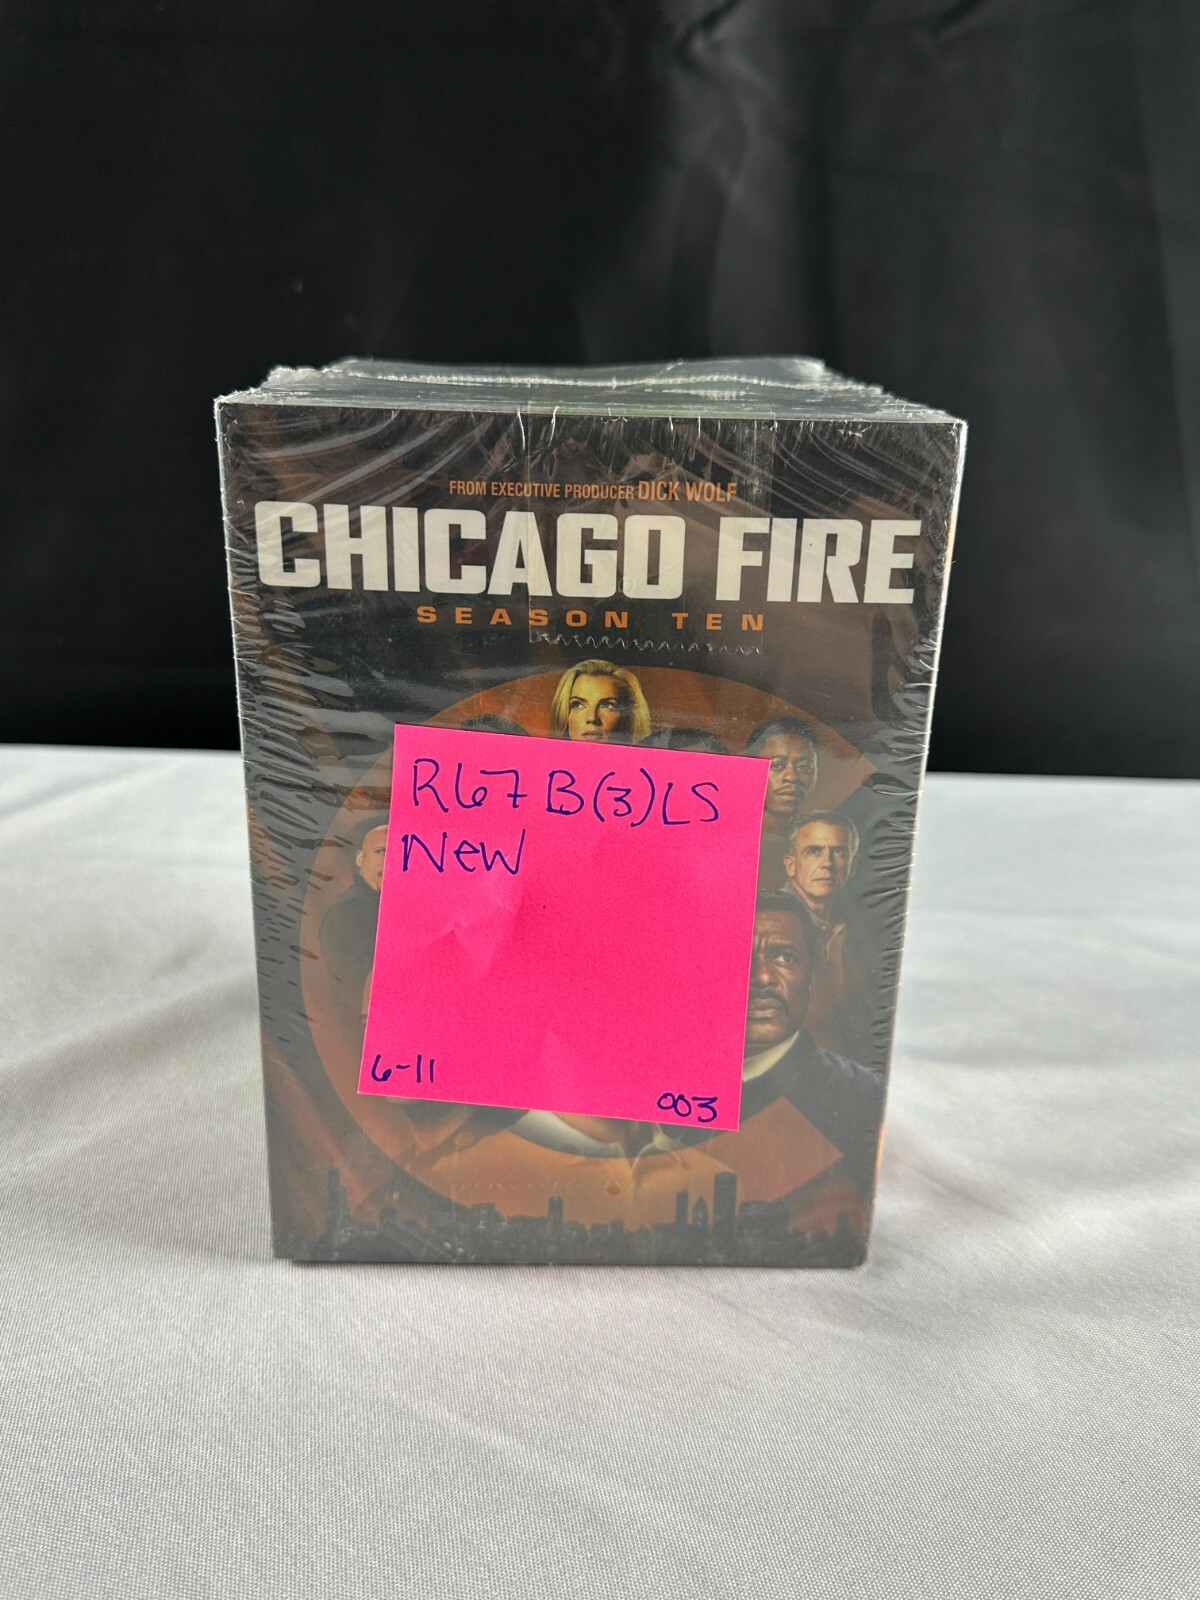 FROM EXECUTIVE PRODUCER DICK WOLF
CHICAGO FIRE
SEASON TEN
R67 B(3)LS
New
6-11
003